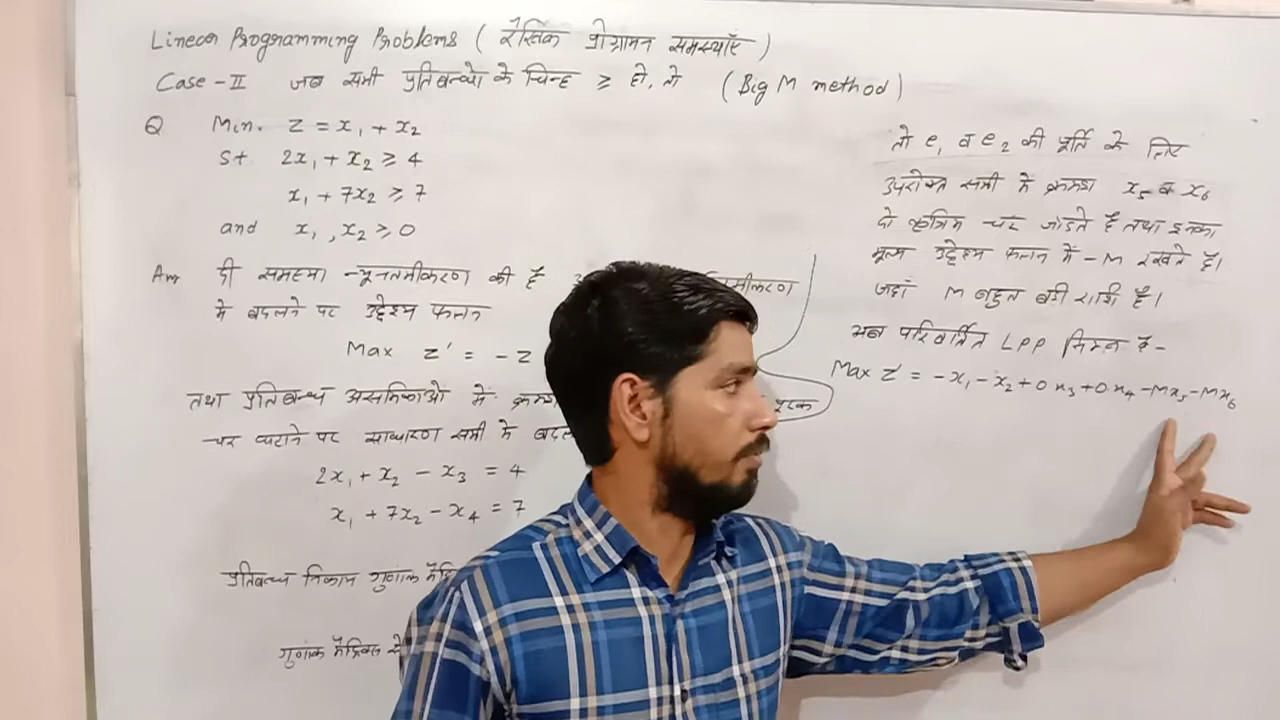 Linear Programming Problems ( रैखिक प्रोग्रामन समस्याएँ )
Case - II जब सभी प्रतिबन्धो के चिन्ह ≥ हो, तो ( Big M method )
Q Min. Z = x₁ + x₂
St 2x₁ + x₂ ≥ 4
x₁ + 7x₂ ≥ 7
and x₁ , x₂ ≥ 0
Ans दी समस्या न्यूनतमीकरण की है
मे बदलने पर उद्देश्य फलन
Max Z' = - Z
तथा प्रतिबन्ध असमिकाओ मे
चर घटाने पर साधारण समी मे
2x₁ + x₂ - x₃ = 4
x₁ + 7x₂ - x₄ = 7
प्रतिबन्ध निकाय गुणांक
गुणांक मैट्रिक्स से
तो e₁ व e₂ की पूर्ति के लिए
उपरोक्त समी मे क्रमश x₅ व x₆
दो कृत्रिम चर जोडते है तथा इनका
मूल्य उद्देश्य फलन में - M रखते है।
जहाँ M बहुत बडी राशि है।
अब परिवर्तित LPP निम्न है -
Max Z' = -x₁ - x₂ + 0x₃ + 0x₄ - Mx₅ - Mx₆